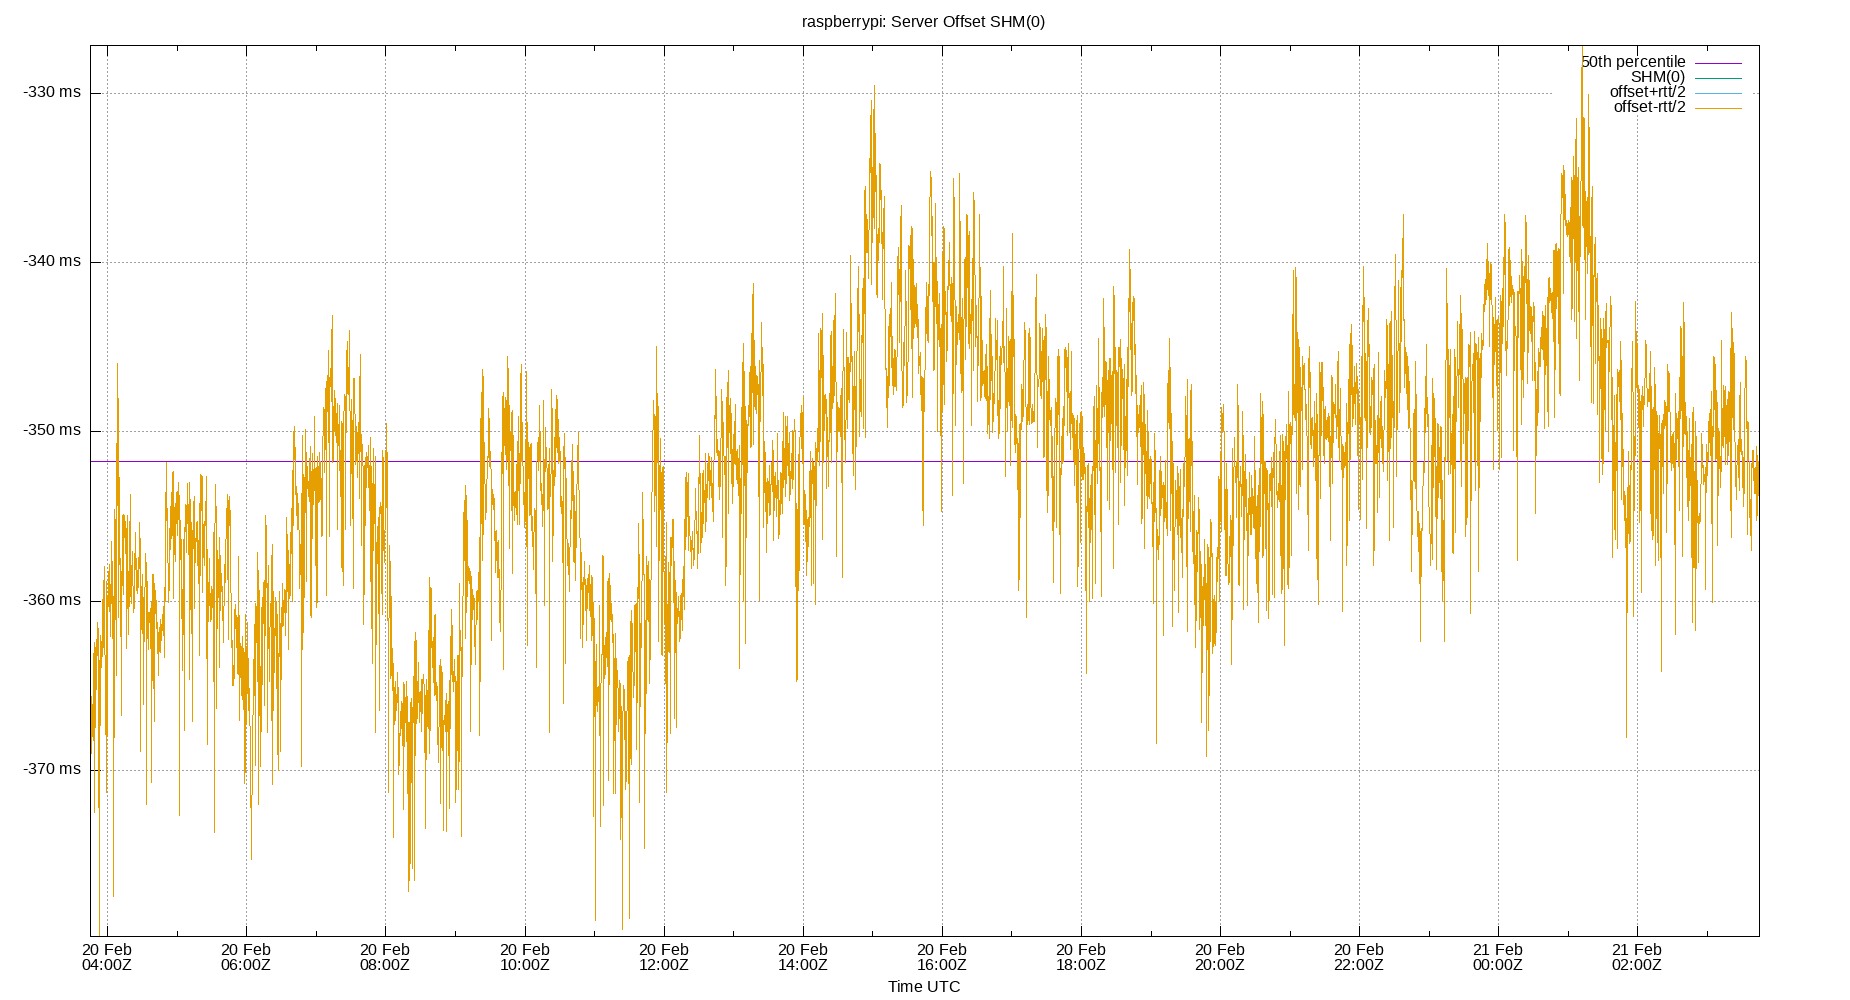 raspberrypi: Server Offset SHM(0)
50th percentile
SHM(0)
offset+rtt/2
offset-rtt/2
-330 ms
-340 ms
-350 ms
-360 ms
-370 ms
20 Feb 20 Feb 20 Feb 20 Feb 20 Feb 20 Feb 20 Feb 20 Feb 20 Feb 20 Feb 21 Feb 21 Feb
04:00Z 06:00Z 08:00Z 10:00Z 12:00Z 14:00Z 16:00Z 18:00Z 20:00Z 22:00Z 00:00Z 02:00Z
Time UTC